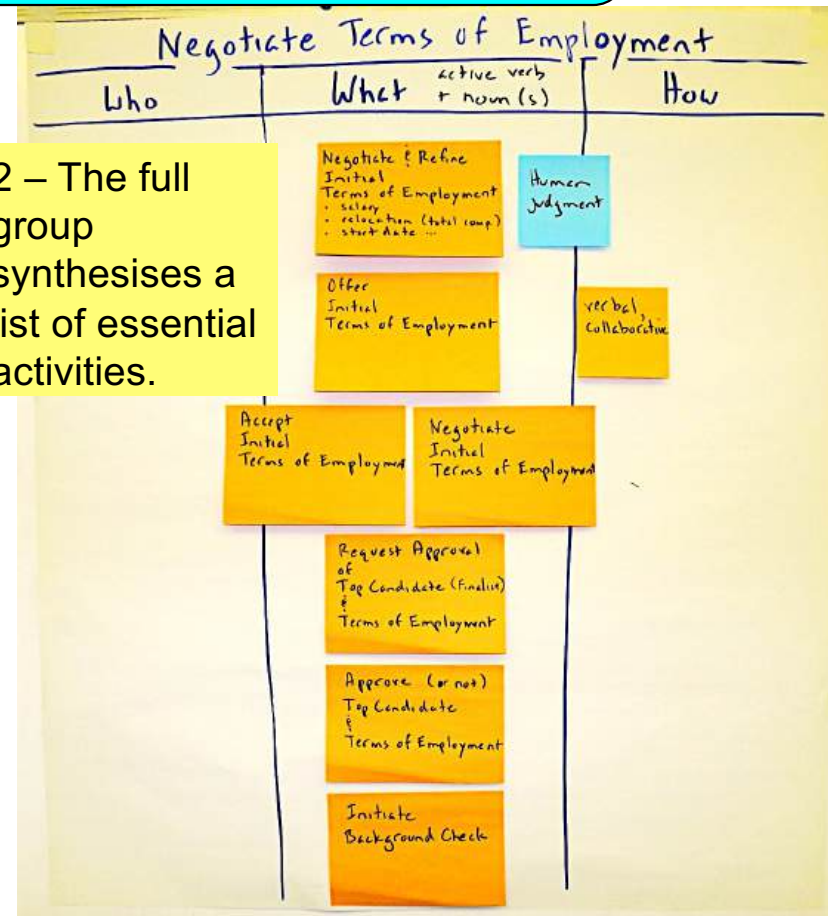 Negotiate Terms of Employment
Who
What
active verb
+ noun(s)
How
2 – The full
group
synthesises a
list of essential
activities.
Negotiate & Refine
Initial
Terms of Employment
• salary
• relocation (total comp)
• start date ...
Human
judgment
Offer
Initial
Terms of Employment
verbal,
collaborative
Accept
Initial
Terms of Employment
Negotiate
Initial
Terms of Employment
Request Approval
of
Top Candidate (Finalist)
&
Terms of Employment
Approve (or not)
Top Candidate
&
Terms of Employment
Initiate
Background Check